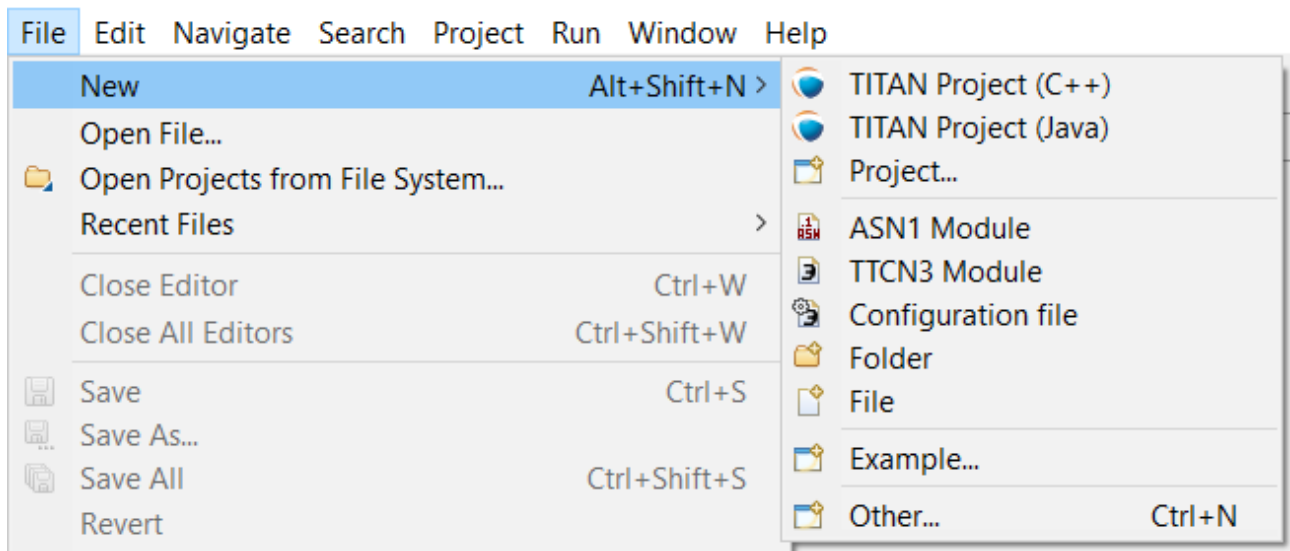 File Edit Navigate Search Project Run Window Help
New Alt+Shift+N >
Open File...
Open Projects from File System...
Recent Files >
Close Editor Ctrl+W
Close All Editors Ctrl+Shift+W
Save Ctrl+S
Save As...
Save All Ctrl+Shift+S
Revert
TITAN Project (C++)
TITAN Project (Java)
Project...
ASN1 Module
TTCN3 Module
Configuration file
Folder
File
Example...
Other... Ctrl+N